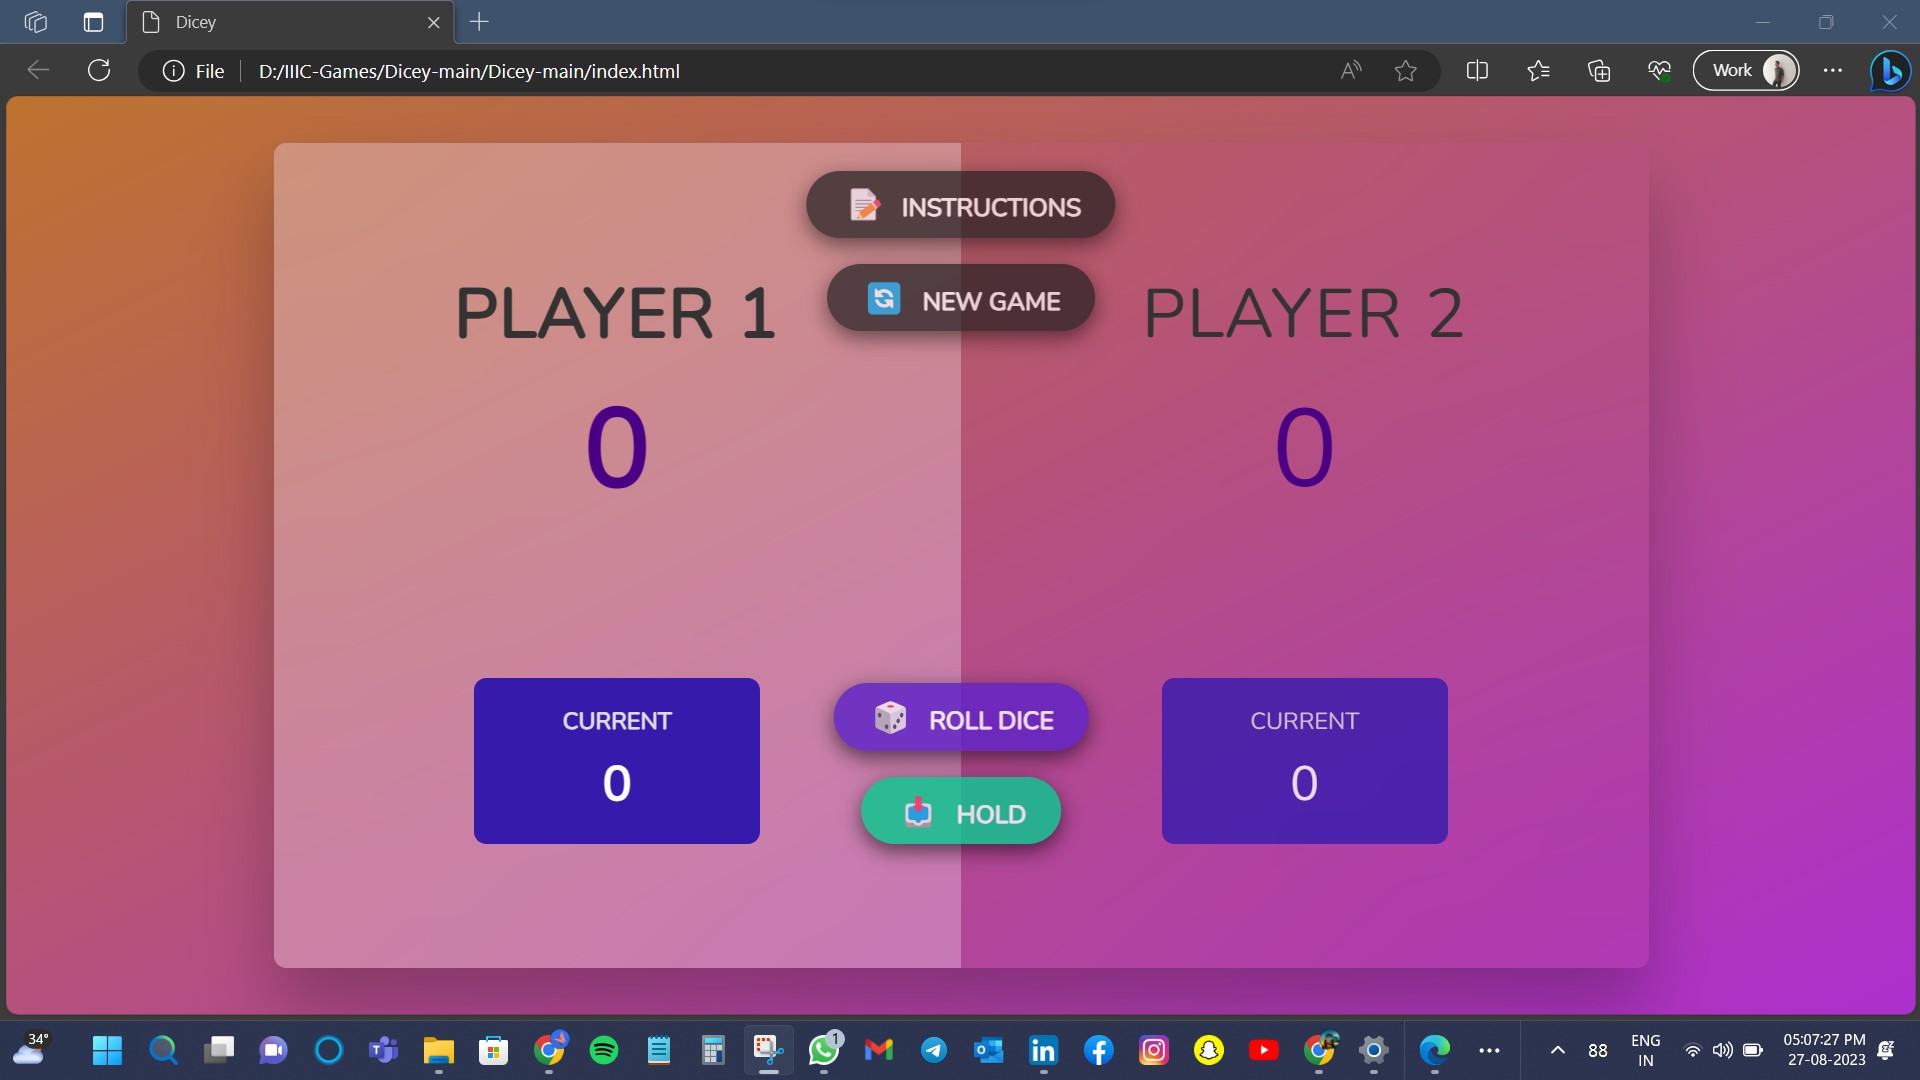 Dicey
File
D:/IIIC-Games/Dicey-main/Dicey-main/index.html
Work
INSTRUCTIONS
NEW GAME
PLAYER 1
PLAYER 2
0
0
CURRENT
0
ROLL DICE
HOLD
CURRENT
0
34°
1
88
ENG
IN
05:07:27 PM
27-08-2023